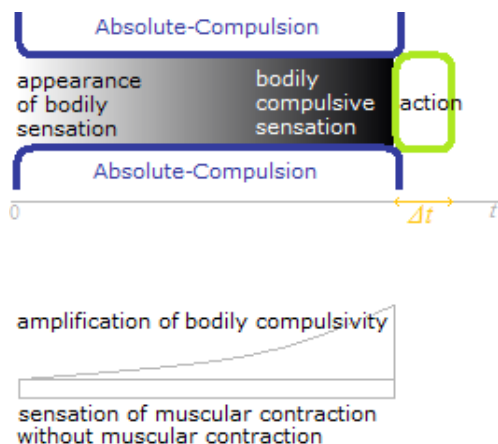 Absolute-Compulsion
appearance
of bodily
sensation
bodily
compulsive
sensation
action
Absolute-Compulsion
0
Δt
t
amplification of bodily compulsivity
sensation of muscular contraction
without muscular contraction